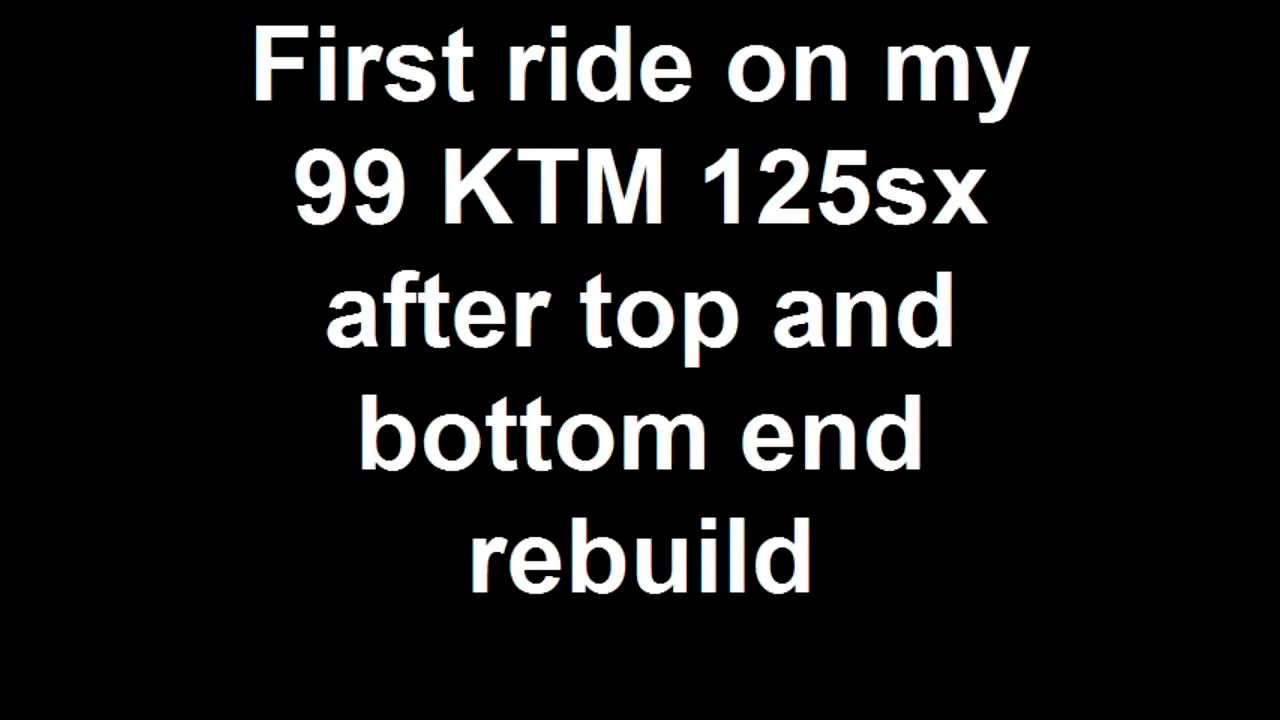 First ride on my
99 KTM 125sx
after top and
bottom end
rebuild